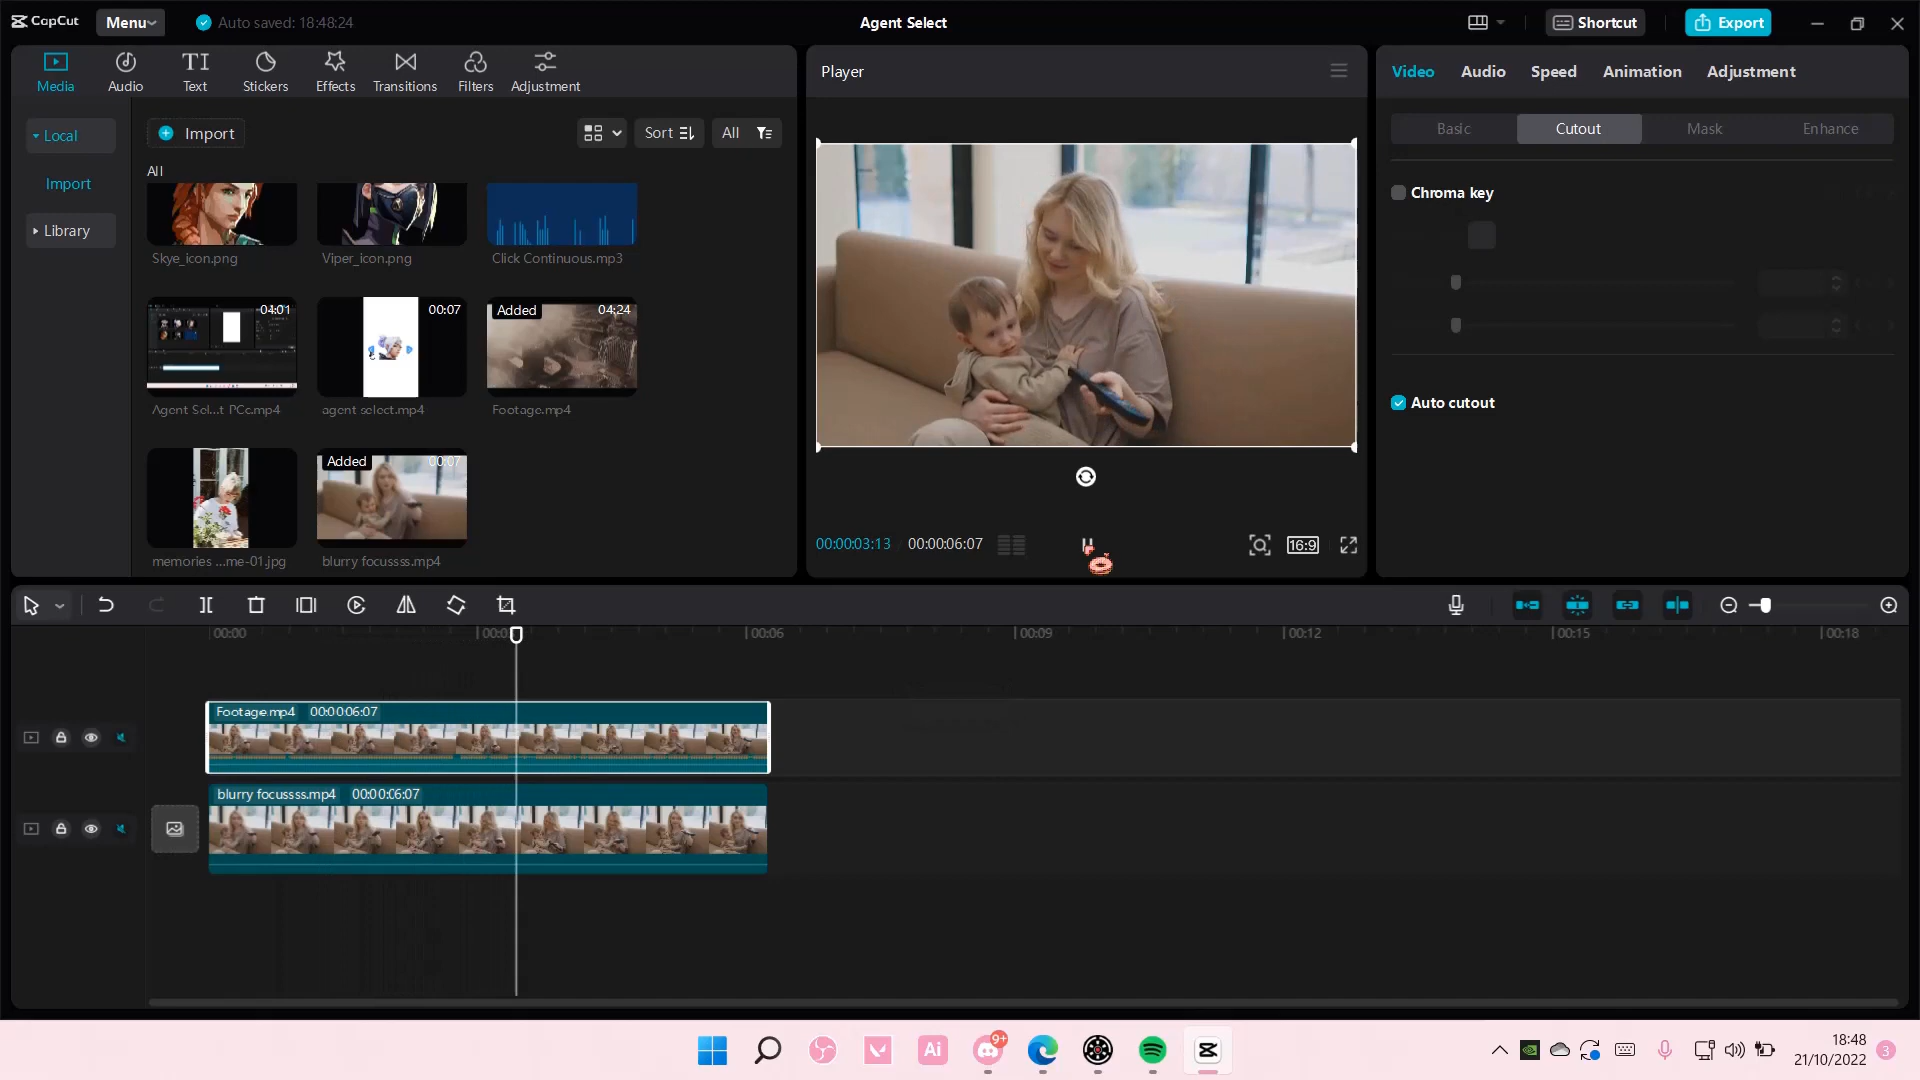 CapCut
Menu
Auto saved: 18:48:24
Agent Select
Shortcut
Export
Media
Audio
Text
Stickers
Effects
Transitions
Filters
Adjustment
Local
Import
Library
Import
Sort
All
All
Skye_icon.png
Viper_icon.png
Click Continuous.mp3
04:01
Agent Sel...t PCc.mp4
00:07
agent select.mp4
Added
04:24
Footage.mp4
memories ...me-01.jpg
Added
00:07
blurry focussss.mp4
Player
00:00:03:13
00:00:06:07
16:9
Video
Audio
Speed
Animation
Adjustment
Basic
Cutout
Mask
Enhance
Chroma key
Auto cutout
00:00
00:06
00:09
00:12
00:15
00:18
Footage.mp4 00:00:06:07
blurry focussss.mp4 00:00:06:07
Ai
9+
18:48
21/10/2022
3